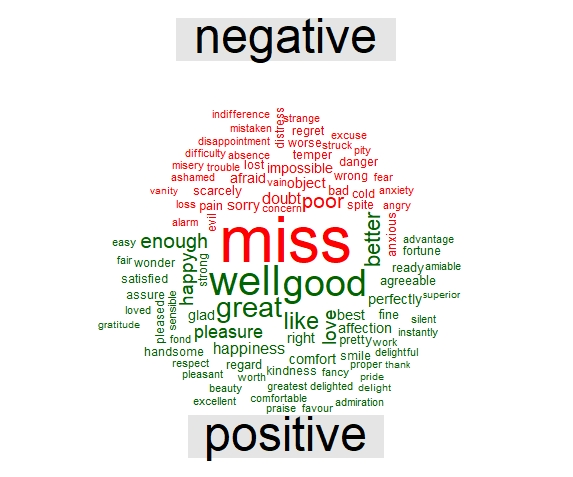 negative
indifference
distress
strange
mistaken
regret
excuse
disappointment
worse
struck
pity
difficulty
absence
temper
danger
misery
trouble
lost
impossible
wrong
fear
ashamed
afraid
vain
object
bad
cold
anxiety
vanity
scarcely
doubt
poor
spite
angry
loss
pain
sorry
concern
alarm
evil
miss
better
anxious
easy
enough
advantage
fortune
fair
wonder
happy
strong
well
good
ready
amiable
satisfied
agreeable
assure
great
perfectly
superior
loved
pleased
sensible
glad
like
love
best
fine
silent
gratitude
pleasure
right
affection
instantly
fond
pretty
work
handsome
happiness
comfort
smile
delightful
respect
regard
kindness
fancy
proper
thank
pleasant
worth
pride
beauty
greatest
delighted
delight
excellent
comfortable
praise
favour
admiration
positive